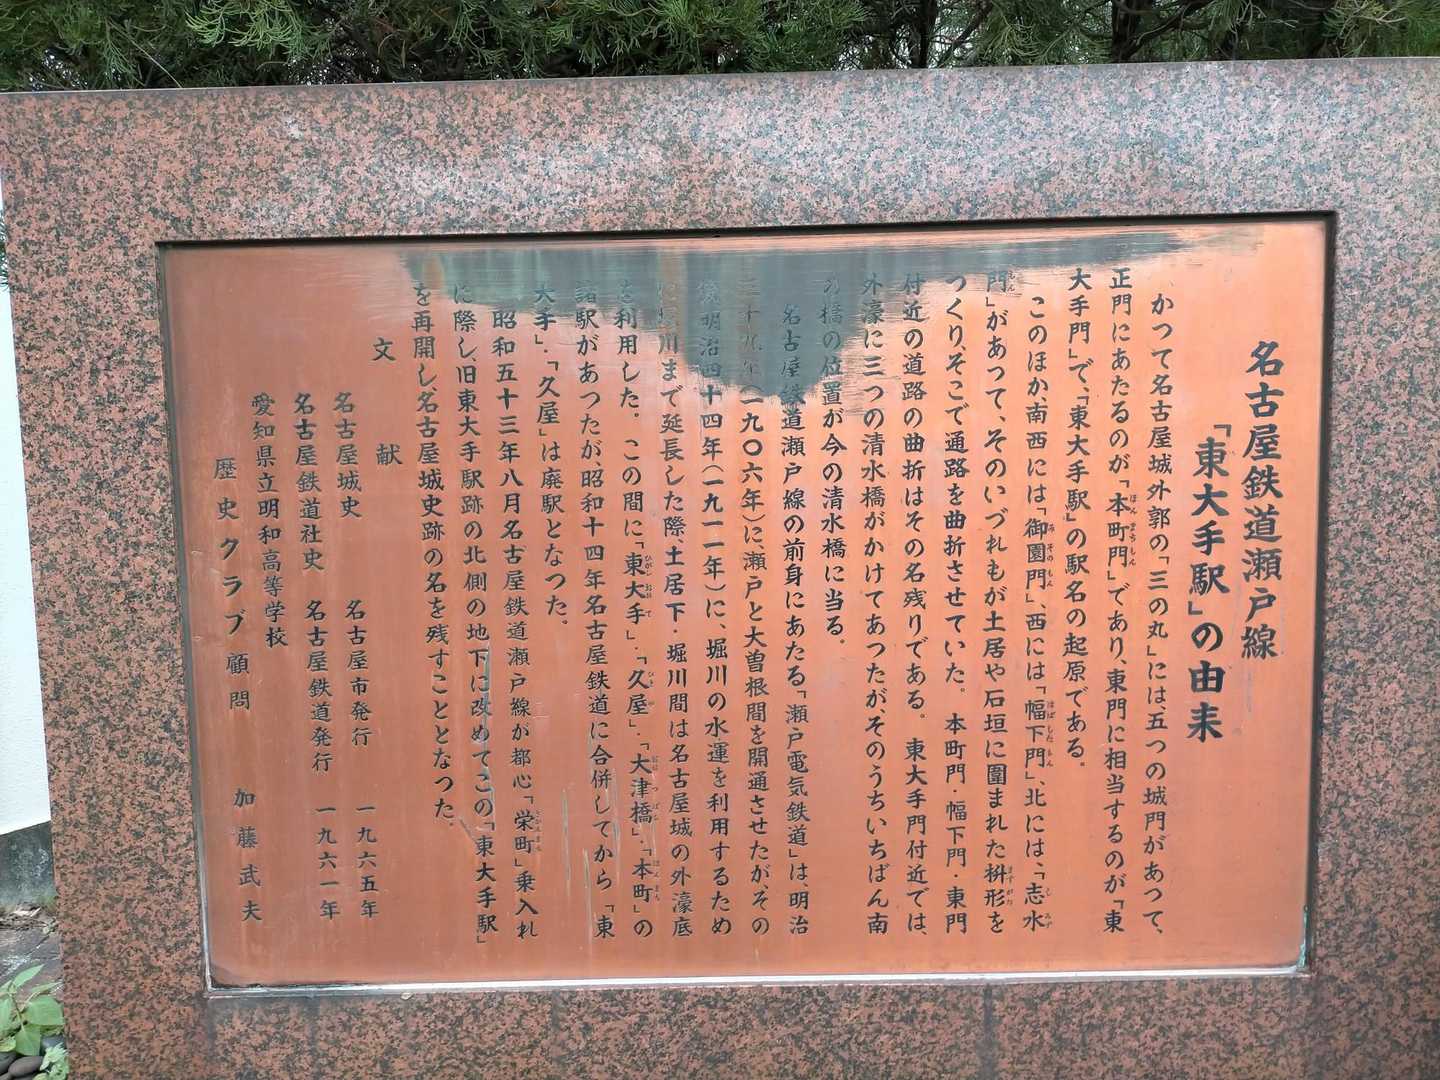 名古屋鉄道瀬戸線
「東大手駅」の由来
かつて名古屋城外郭の「三の丸」には、五つの城門があって、
正門にあたるのが「本町門」であり、東門に相当するのが「東
大手門」で、「東大手駅」の駅名の起原である。
このほか、南西には「御園門」、西には「幅下門」、北には、「志水
門」があって、そのいづれもが土居や石垣に圍まれた枡形を
つくり、そこで通路を曲折させていた。本町門・幅下門・東門
付近の道路の曲折はその名残りである。東大手門付近では、
外濠に三つの清水橋がかけてあつたが、そのうちいちばん南
の橋の位置が今の清水橋に当る。
名古屋鉄道瀬戸線の前身にあたる「瀬戸電気鉄道」は、明治
三十九年(一九〇六年)に、瀬戸と大曽根間を開通させたが、その
後明治四十四年(一九一一年)に、堀川の水運を利用するため
に堀川まで延長した際、土居下・堀川間は名古屋城の外濠底
を利用した。この間に「東大手」・「久屋」・「大津橋」・「本町」の
諸駅があつたが、昭和十四年名古屋鉄道に合併してから「東
大手」・「久屋」は廃駅となつた。
昭和五十三年八月名古屋鉄道瀬戸線が都心「栄町」乗入れ
に際し、旧東大手駅跡の北側の地下に改めてこの「東大手駅」
を再開し、名古屋城史跡の名を残すこととなつた。
文献
名古屋城史 名古屋市発行 一九六五年
名古屋鉄道社史 名古屋鉄道発行 一九六一年
愛知県立明和高等学校
歴史クラブ顧問 加藤武夫